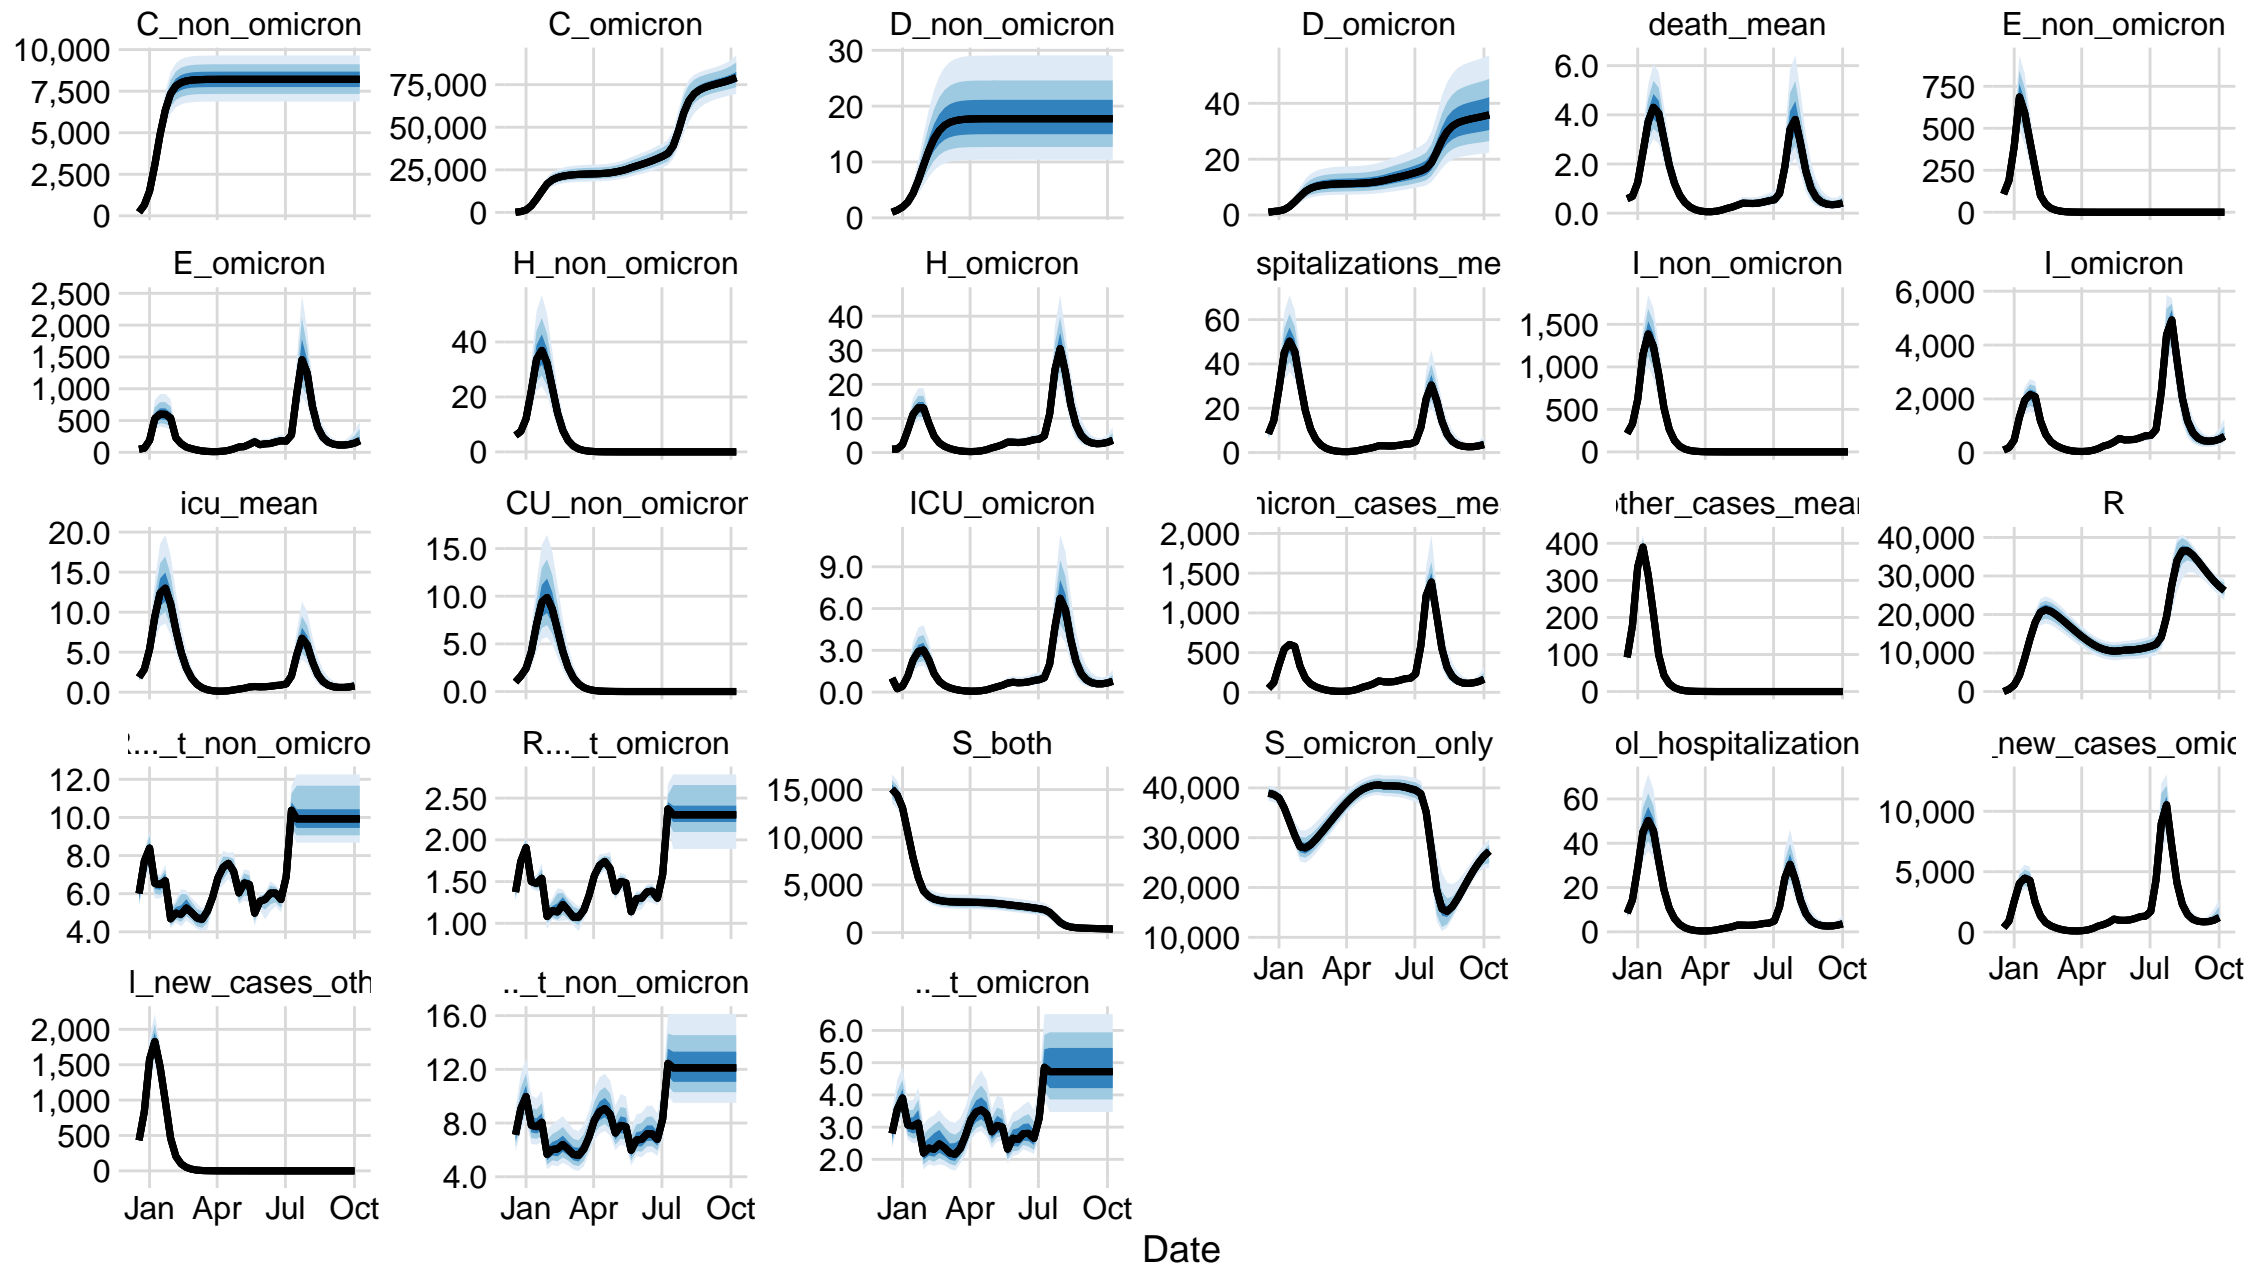 C_non_omicron C_omicron D_non_omicron D_omicron death_mean E_non_omicron
10,000 7,500 5,000 2,500 0
75,000 50,000 25,000 0
30 20 10 0
40 20 0
6.0 4.0 2.0 0.0
750 500 250 0
E_omicron H_non_omicron H_omicron spitalizations_me I_non_omicron I_omicron
2,500 2,000 1,500 1,000 500 0
40 20 0
40 30 20 10 0
60 40 20 0
1,500 1,000 500 0
6,000 4,000 2,000 0
icu_mean CU_non_omicron ICU_omicron nicron_cases_me ther_cases_mea R
20.0 15.0 10.0 5.0 0.0
15.0 10.0 5.0 0.0
9.0 6.0 3.0 0.0
2,000 1,500 1,000 500 0
400 300 200 100 0
40,000 30,000 20,000 10,000 0
..._t_non_omicro R..._t_omicron S_both S_omicron_only ol_hospitalization _new_cases_omic
12.0 10.0 8.0 6.0 4.0
2.50 2.00 1.50 1.00
15,000 10,000 5,000 0
40,000 30,000 20,000 10,000
60 40 20 0
10,000 5,000 0
Jan Apr Jul Oct Jan Apr Jul Oct Jan Apr Jul Oct
l_new_cases_oth .._t_non_omicron .._t_omicron
2,000 1,500 1,000 500 0
16.0 12.0 8.0 4.0
6.0 5.0 4.0 3.0 2.0
Jan Apr Jul Oct Jan Apr Jul Oct Jan Apr Jul Oct
Date